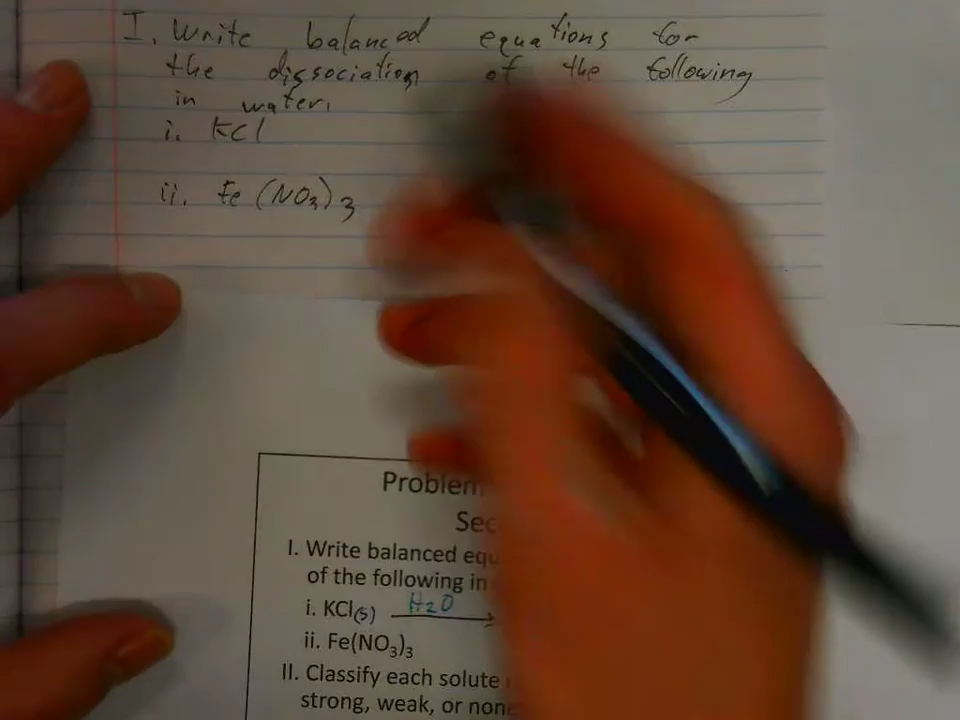 I. Write balanced equations for
the dissociation of the following
in water.
i. KCl
ii. Fe(NO3)3
Problem
Sec
I. Write balanced equ
of the following in
i. KCl(s) H2O
ii. Fe(NO3)3
II. Classify each solute
strong, weak, or none